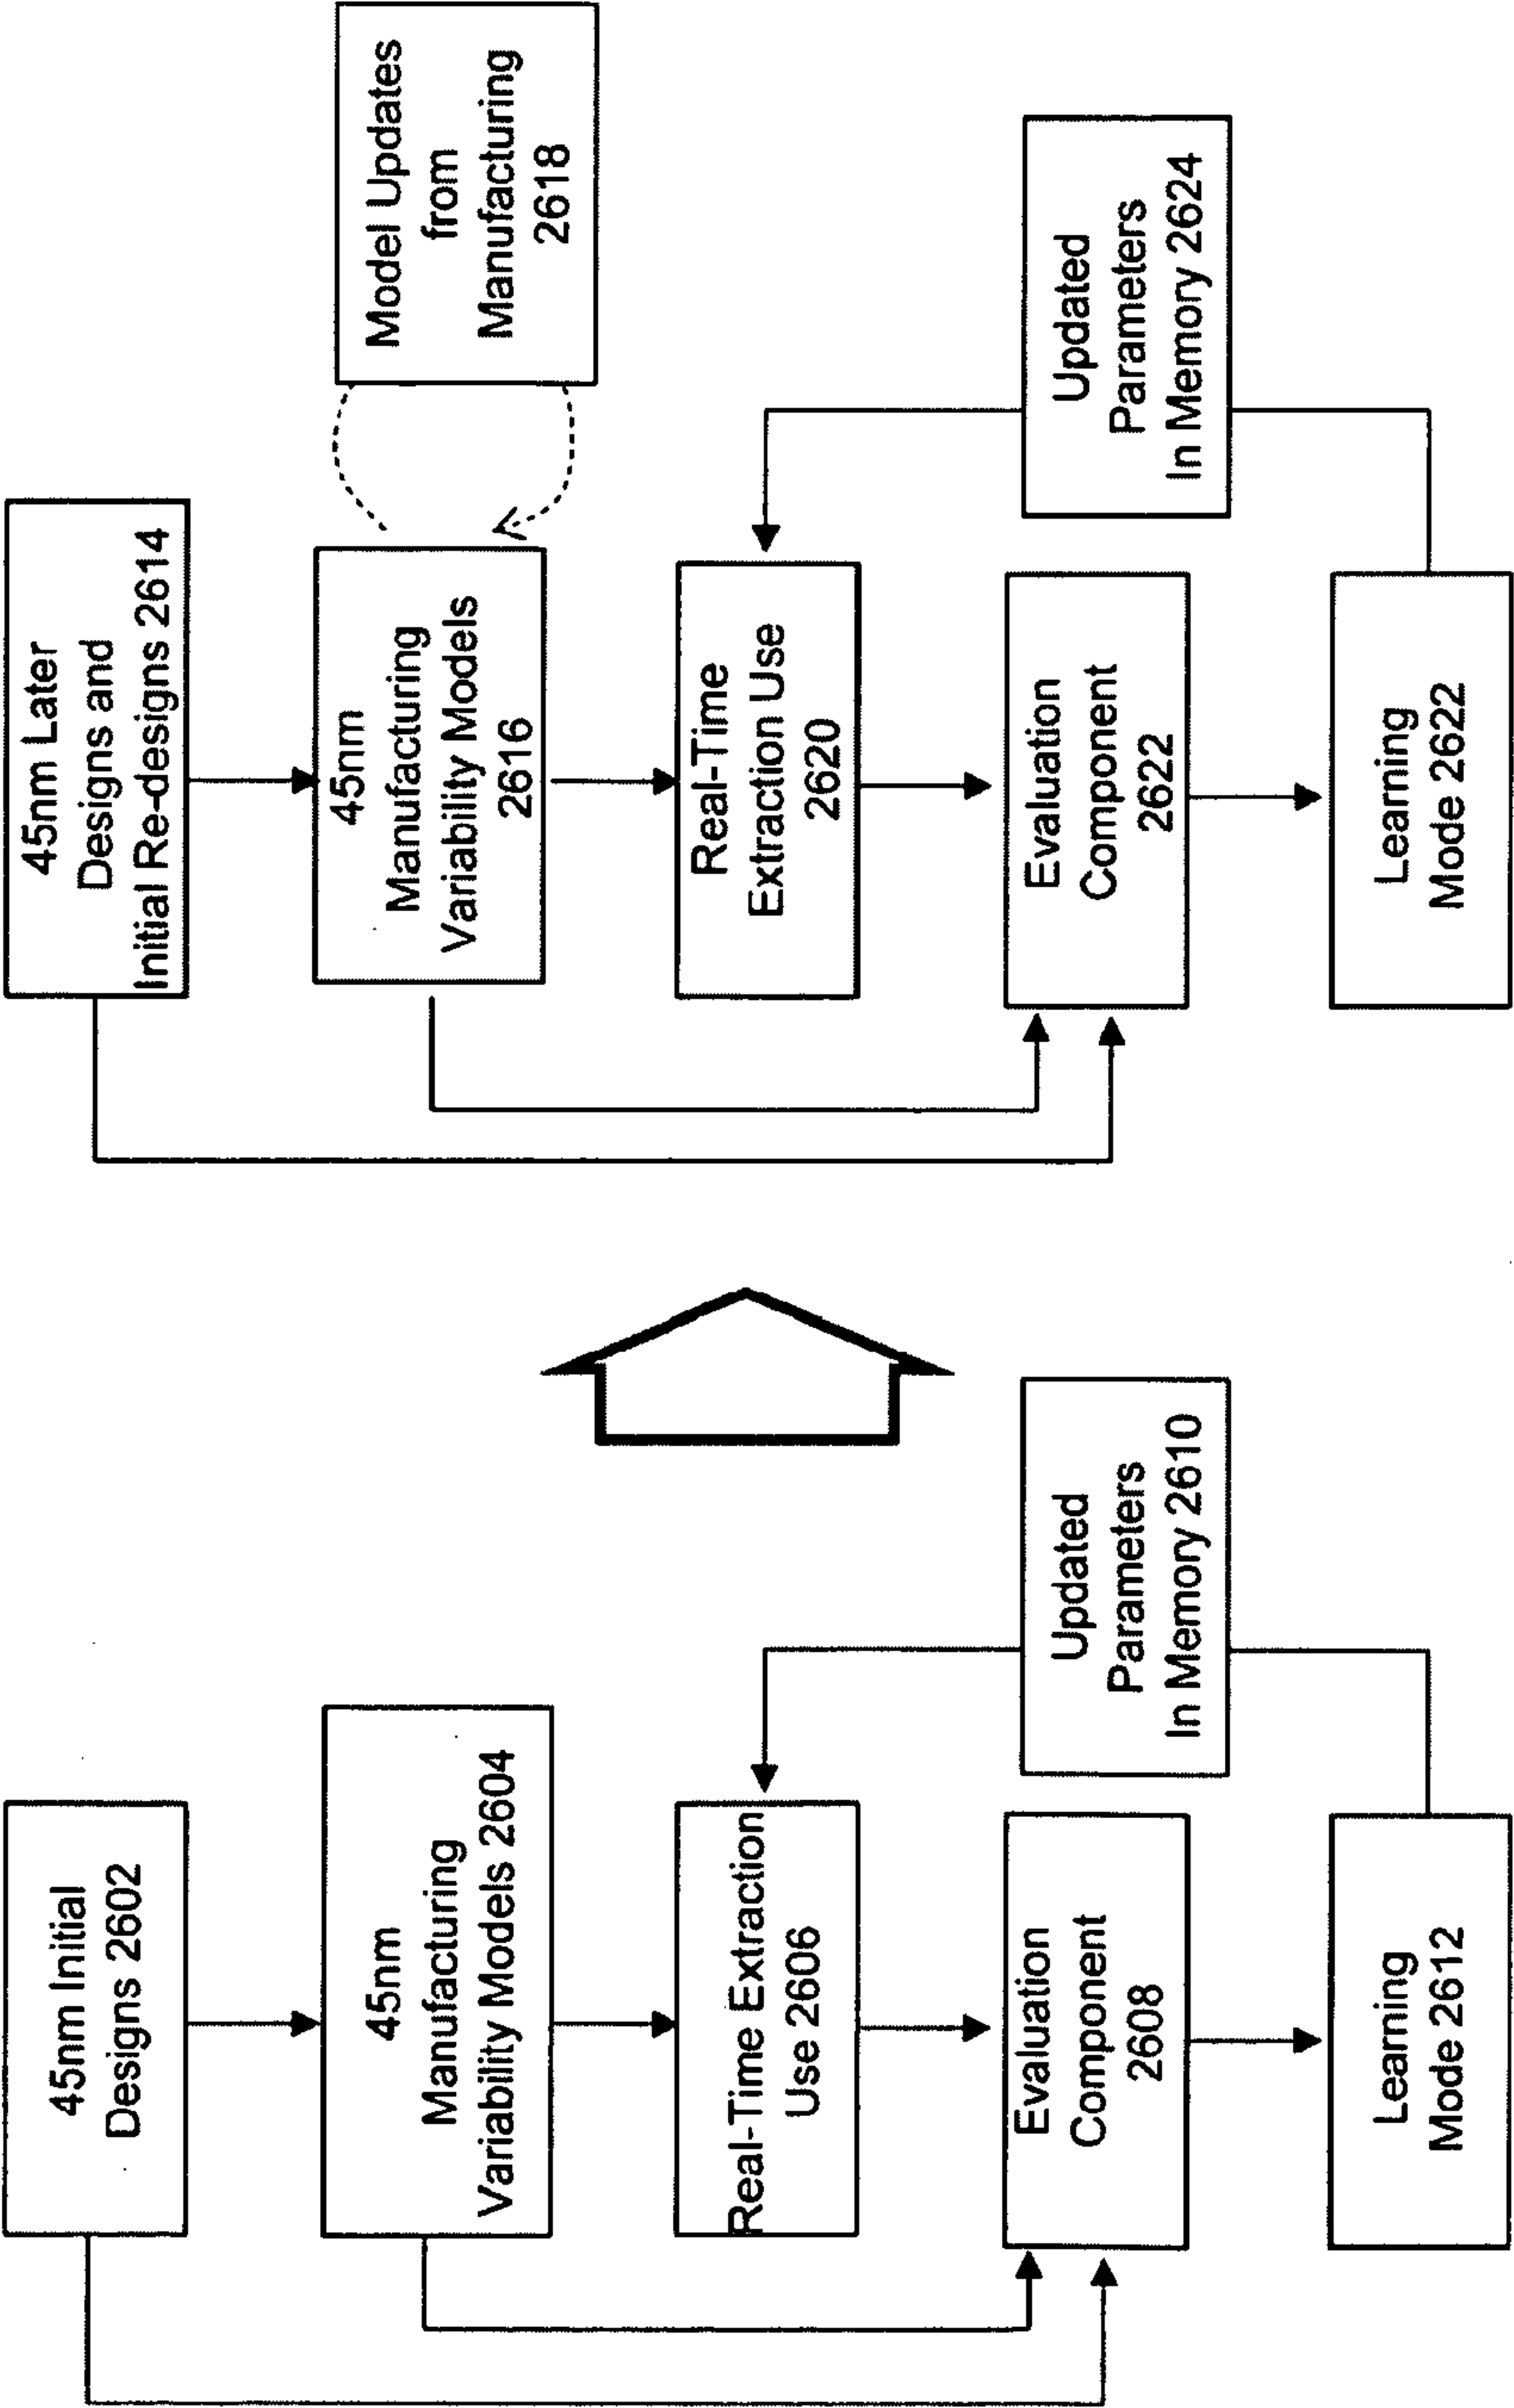 45nm Initial
Designs 2602
45nm
Manufacturing
Variability Models 2604
Real-Time Extraction
Use 2606
Evaluation
Component
2608
Learning
Mode 2612
Updated
Parameters
In Memory 2610
45nm Later
Designs and
Initial Re-designs 2614
45nm
Manufacturing
Variability Models
2616
Model Updates
from
Manufacturing
2618
Real-Time
Extraction Use
2620
Evaluation
Component
2622
Learning
Mode 2622
Updated
Parameters
In Memory 2624